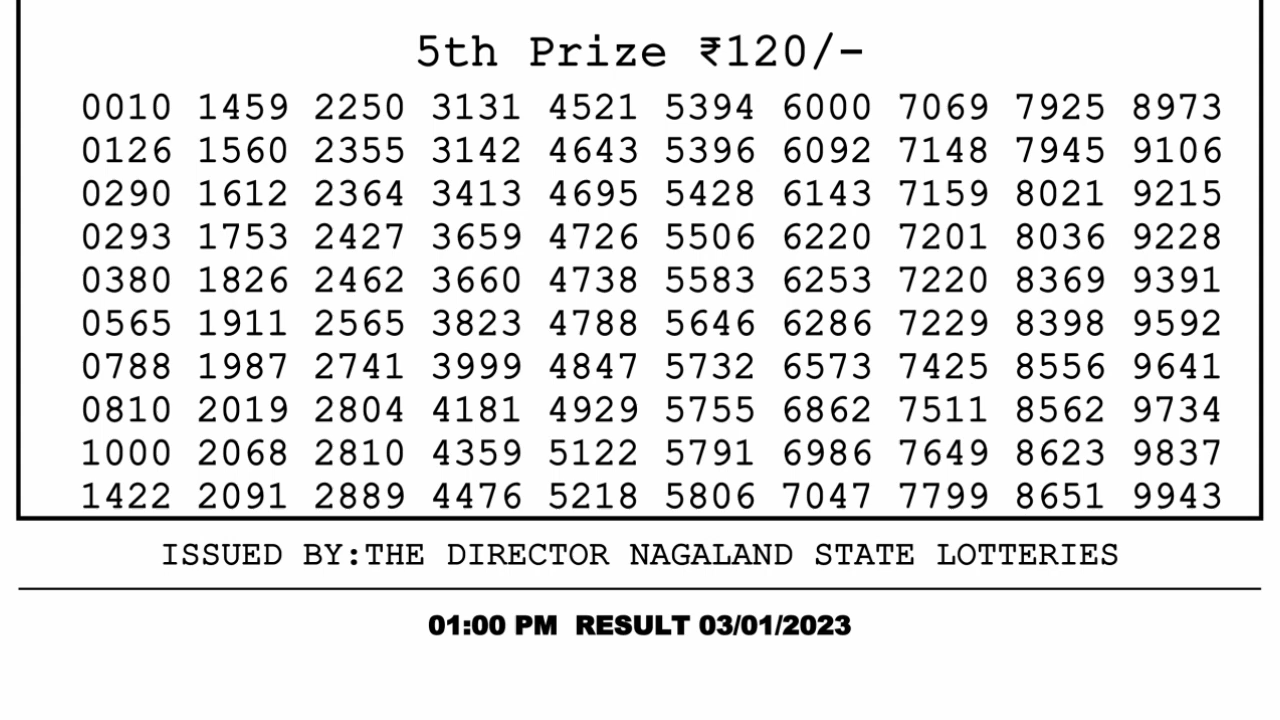 5th Prize ₹120/-
0010 1459 2250 3131 4521 5394 6000 7069 7925 8973
0126 1560 2355 3142 4643 5396 6092 7148 7945 9106
0290 1612 2364 3413 4695 5428 6143 7159 8021 9215
0293 1753 2427 3659 4726 5506 6220 7201 8036 9228
0380 1826 2462 3660 4738 5583 6253 7220 8369 9391
0565 1911 2565 3823 4788 5646 6286 7229 8398 9592
0788 1987 2741 3999 4847 5732 6573 7425 8556 9641
0810 2019 2804 4181 4929 5755 6862 7511 8562 9734
1000 2068 2810 4359 5122 5791 6986 7649 8623 9837
1422 2091 2889 4476 5218 5806 7047 7799 8651 9943
ISSUED BY:THE DIRECTOR NAGALAND STATE LOTTERIES
01:00 PM RESULT 03/01/2023